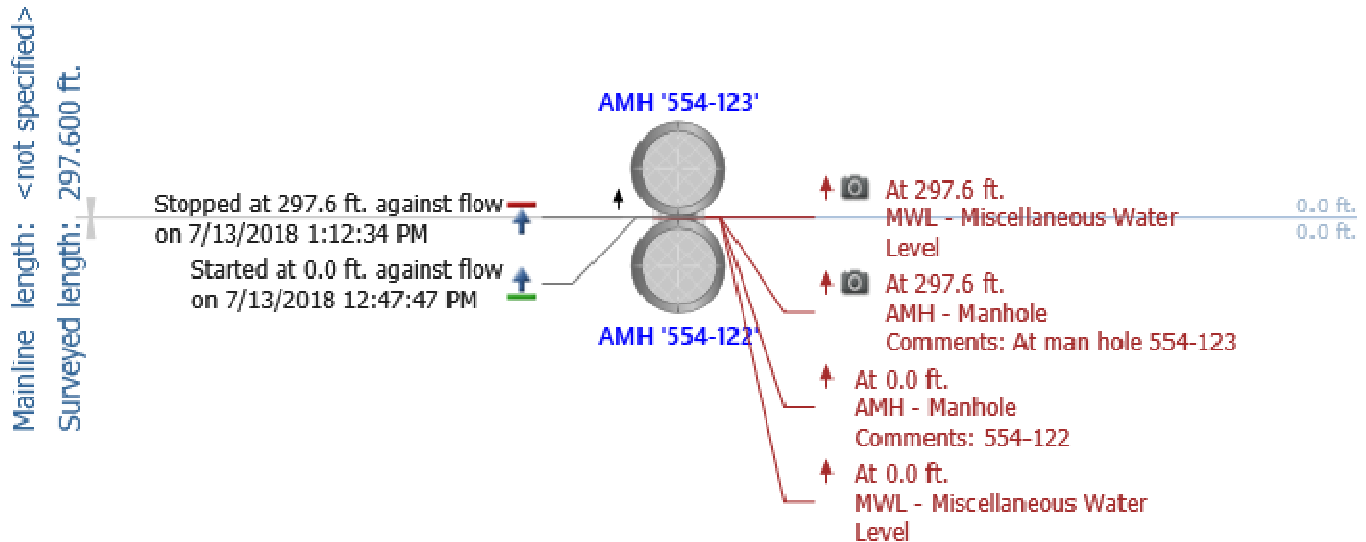 Mainline length: <not specified>
Surveyed length: 297.600 ft.
AMH '554-123'
Stopped at 297.6 ft. against flow
on 7/13/2018 1:12:34 PM
Started at 0.0 ft. against flow
on 7/13/2018 12:47:47 PM
AMH '554-122'
At 297.6 ft.
MWL - Miscellaneous Water
Level
At 297.6 ft.
AMH - Manhole
Comments: At man hole 554-123
At 0.0 ft.
AMH - Manhole
Comments: 554-122
At 0.0 ft.
MWL - Miscellaneous Water
Level
0.0 ft.
0.0 ft.